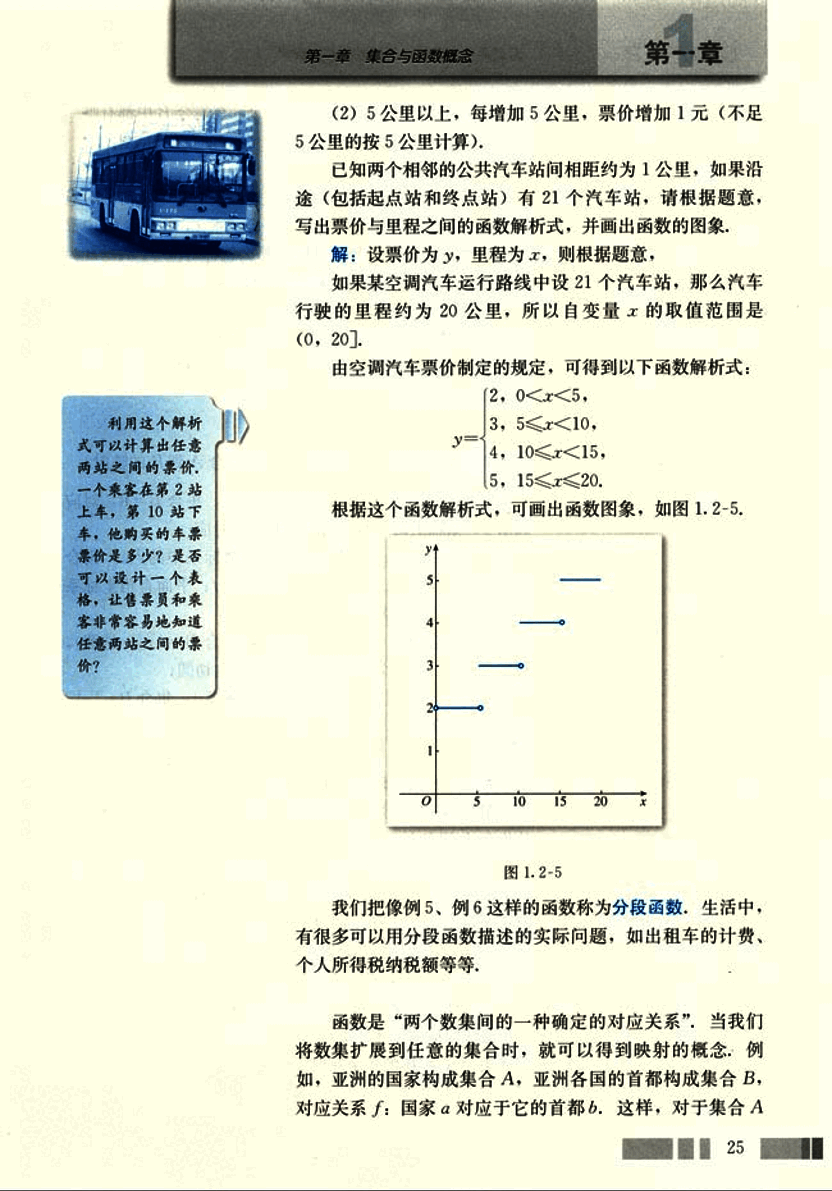 第一章 集合与函数概念
第一章
(2) 5公里以上，每增加5公里，票价增加1元（不足
5公里的按5公里计算）.
已知两个相邻的公共汽车站间相距约为1公里，如果沿
途（包括起点站和终点站）有21个汽车站，请根据题意，
写出票价与里程之间的函数解析式，并画出函数的图象.
解：设票价为y，里程为x，则根据题意，
如果某空调汽车运行路线中设21个汽车站，那么汽车
行驶的里程约为20公里，所以自变量x的取值范围是
(0，20].
由空调汽车票价制定的规定，可得到以下函数解析式：
y={2，0<x<5，
3，5≤x<10，
4，10≤x<15，
5，15≤x≤20.
根据这个函数解析式，可画出函数图象，如图1.2-5.
利用这个解析
式可以计算出任意
两站之间的票价.
一个乘客在第2站
上车，第10站下
车，他购买的车票
票价是多少？是否
可以设计一个表
格，让售票员和乘
客非常容易地知道
任意两站之间的票
价？
y
5
4
3
2
1
O 5 10 15 20 x
图1.2-5
我们把像例5、例6这样的函数称为分段函数.生活中，
有很多可以用分段函数描述的实际问题，如出租车的计费、
个人所得税纳税额等等.
函数是“两个数集间的一种确定的对应关系”.当我们
将数集扩展到任意的集合时，就可以得到映射的概念.例
如，亚洲的国家构成集合A，亚洲各国的首都构成集合B，
对应关系f：国家a对应于它的首都b.这样，对于集合A
25